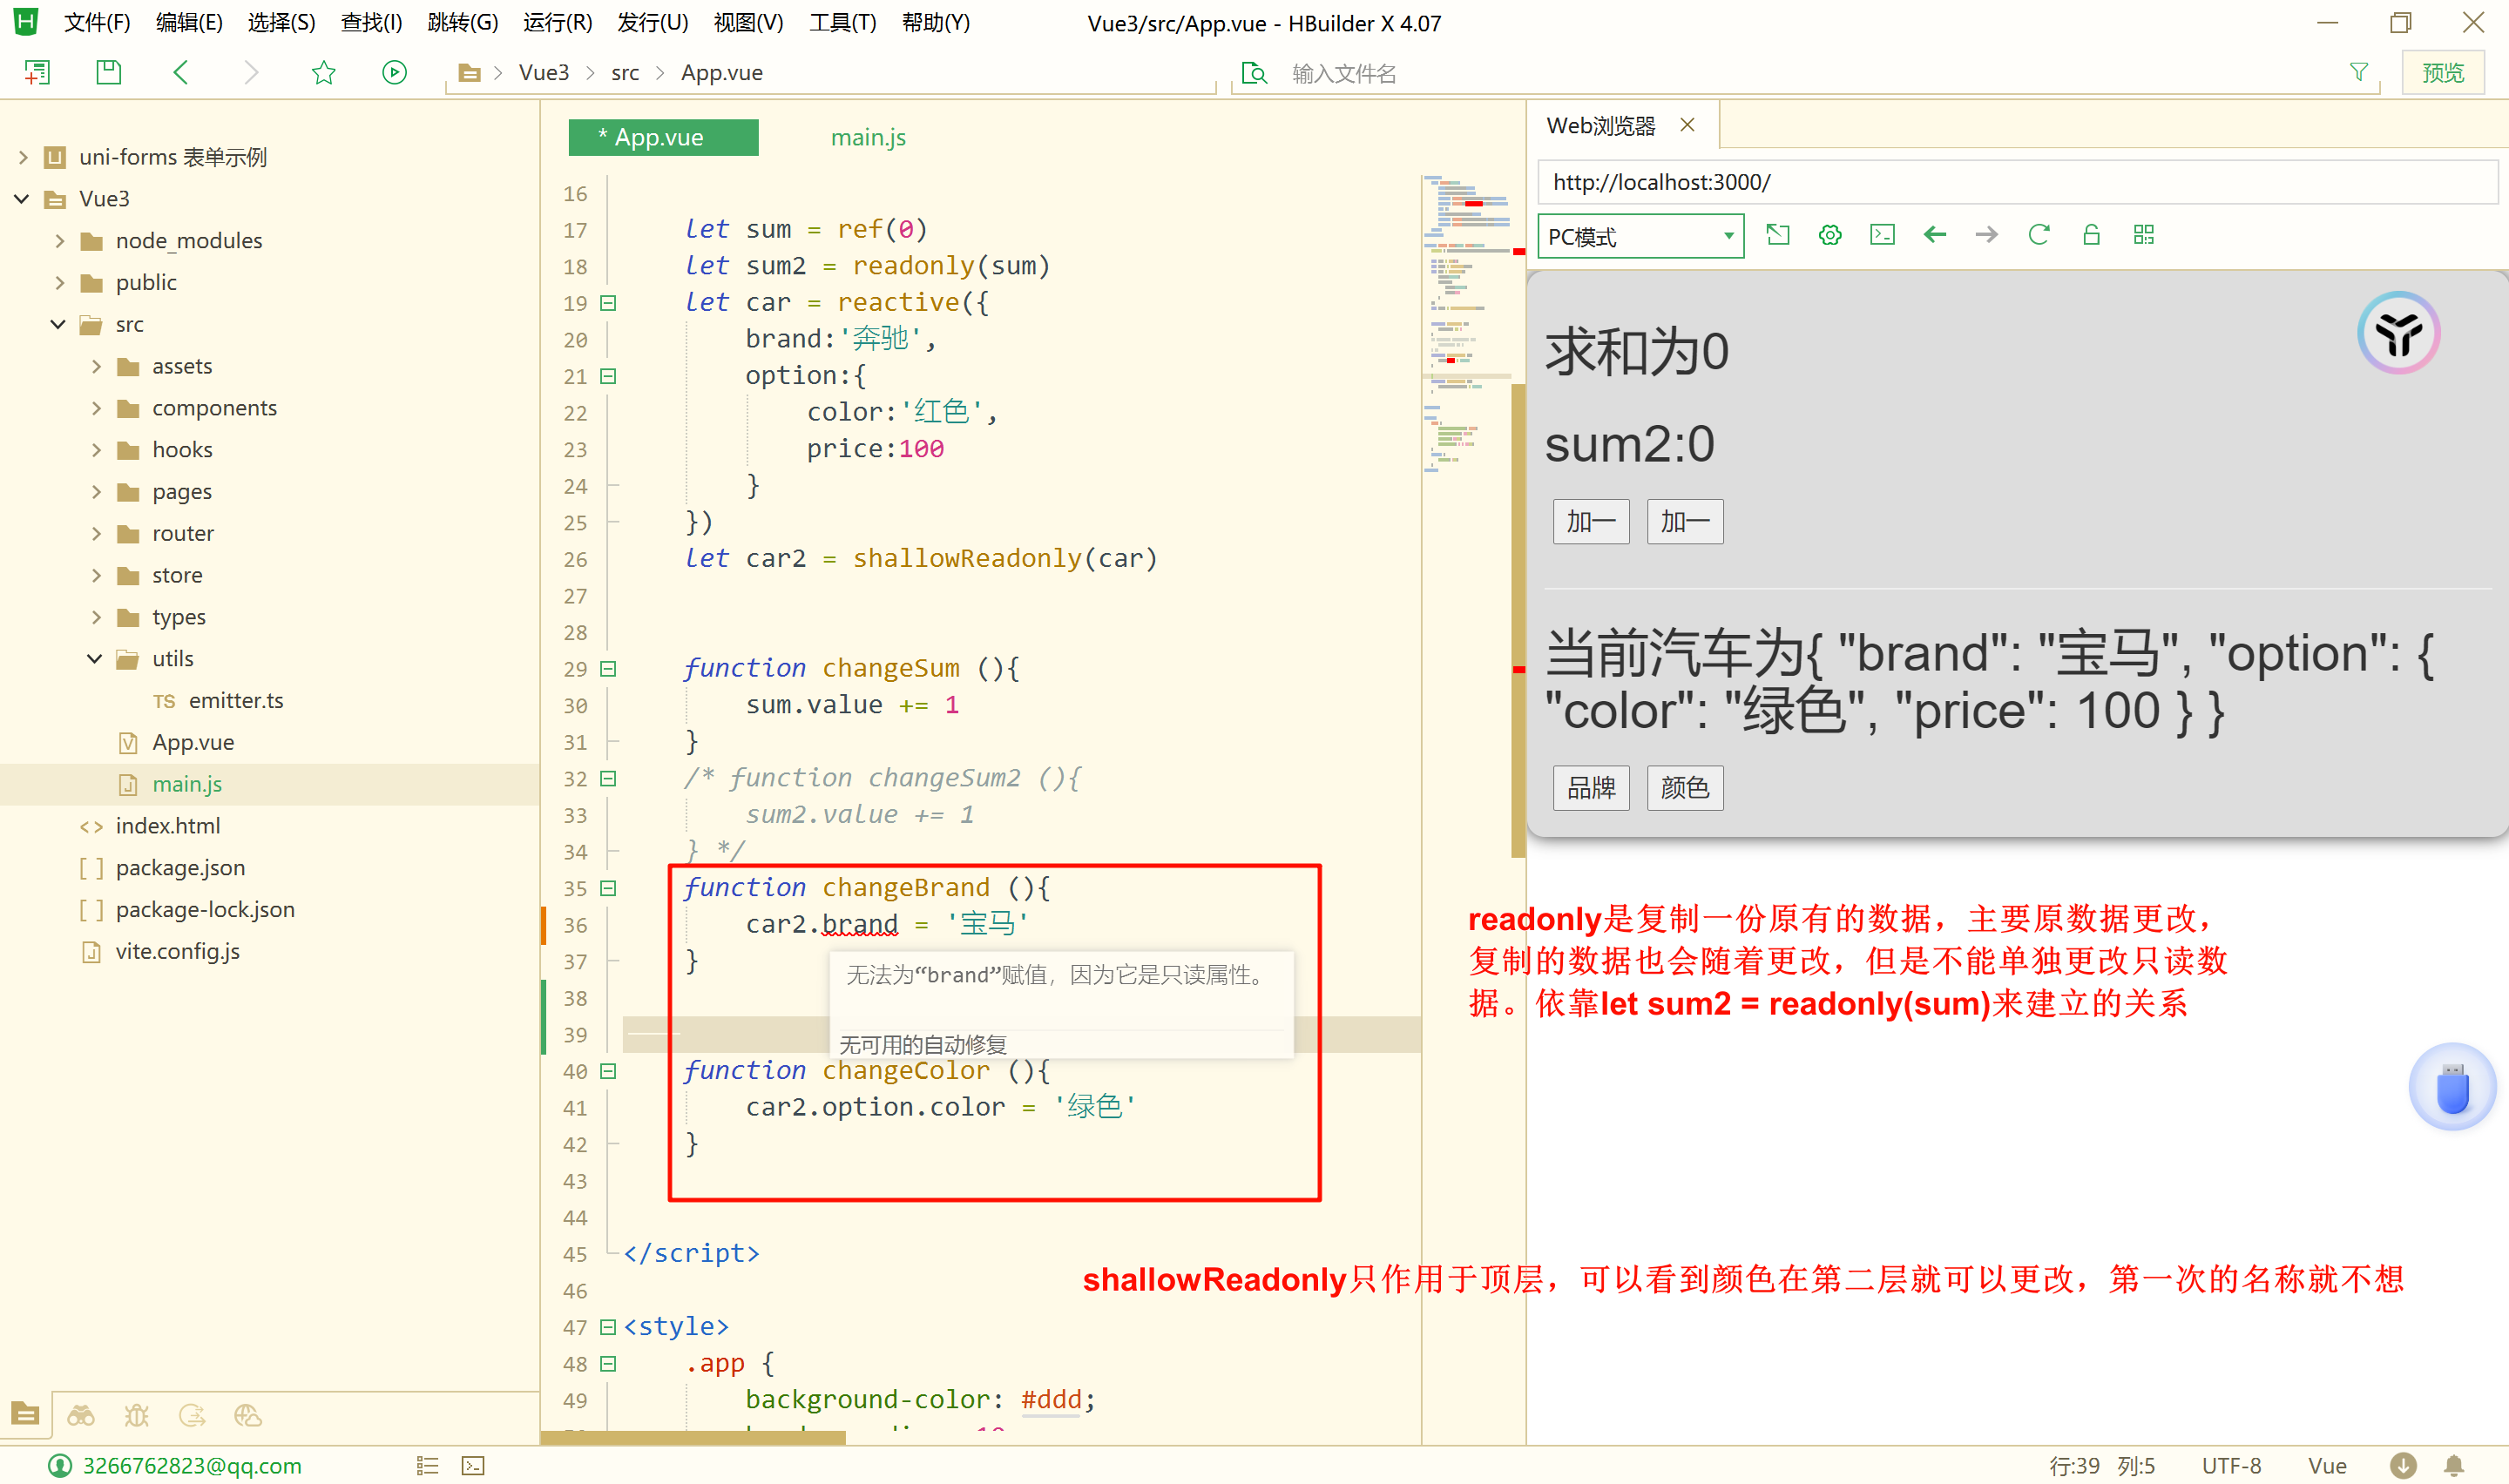 文件(F) 编辑(E) 选择(S) 查找(I) 跳转(G) 运行(R) 发行(U) 视图(V) 工具(T) 帮助(Y) Vue3/src/App.vue - HBuilder X 4.07
Vue3 src App.vue 输入文件名 预览
* App.vue main.js
uni-forms 表单示例
Vue3
node_modules
public
src
assets
components
hooks
pages
router
store
types
utils
TS emitter.ts
App.vue
main.js
<> index.html
[ ] package.json
[ ] package-lock.json
vite.config.js
16
17 let sum = ref(0)
18 let sum2 = readonly(sum)
19 let car = reactive({
20 brand:'奔驰',
21 option:{
22 color:'红色',
23 price:100
24 }
25 })
26 let car2 = shallowReadonly(car)
27
28
29 function changeSum (){
30 sum.value += 1
31 }
32 /* function changeSum2 (){
33 sum2.value += 1
34 } */
35 function changeBrand (){
36 car2.brand = '宝马'
37 }
无法为“brand”赋值，因为它是只读属性。
38
39
无可用的自动修复
40 function changeColor (){
41 car2.option.color = '绿色'
42 }
43
44
45 </script>
46
47 <style>
48 .app {
49 background-color: #ddd;
Web浏览器
http://localhost:3000/
PC模式
求和为0
sum2:0
加一 加一
当前汽车为{ "brand": "宝马", "option": {
"color": "绿色", "price": 100 } }
品牌 颜色
readonly是复制一份原有的数据，主要原数据更改，
复制的数据也会随着更改，但是不能单独更改只读数
据。依靠let sum2 = readonly(sum)来建立的关系
shallowReadonly只作用于顶层，可以看到颜色在第二层就可以更改，第一次的名称就不想
3266762823@qq.com 行:39 列:5 UTF-8 Vue